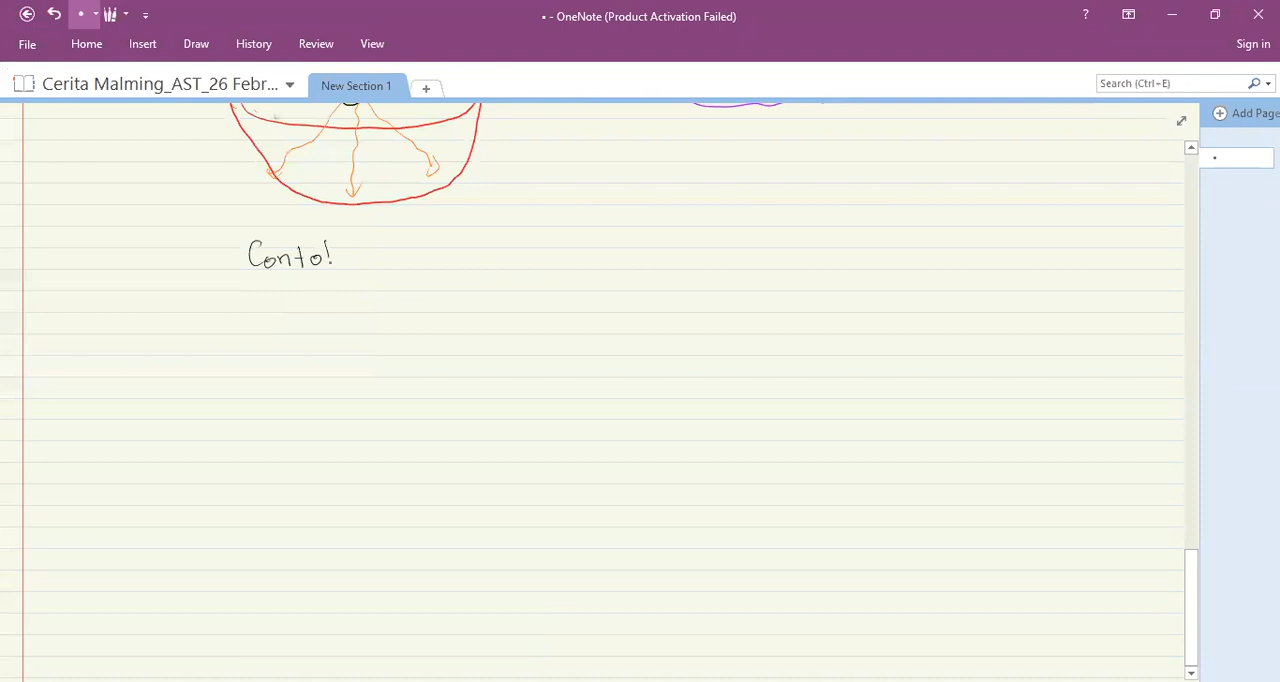 • - OneNote (Product Activation Failed)
?
File Home Insert Draw History Review View
Sign in
Cerita Malming_AST_26 Febr...
New Section 1
+
Search (Ctrl+E)
Add Page
Conto!